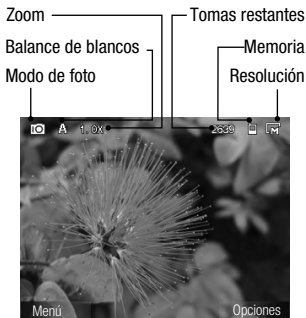 Zoom
Tomas restantes
Balance de blancos
Memoria
Modo de foto
Resolución
A 1.0X 2639 M
Menú Opciones